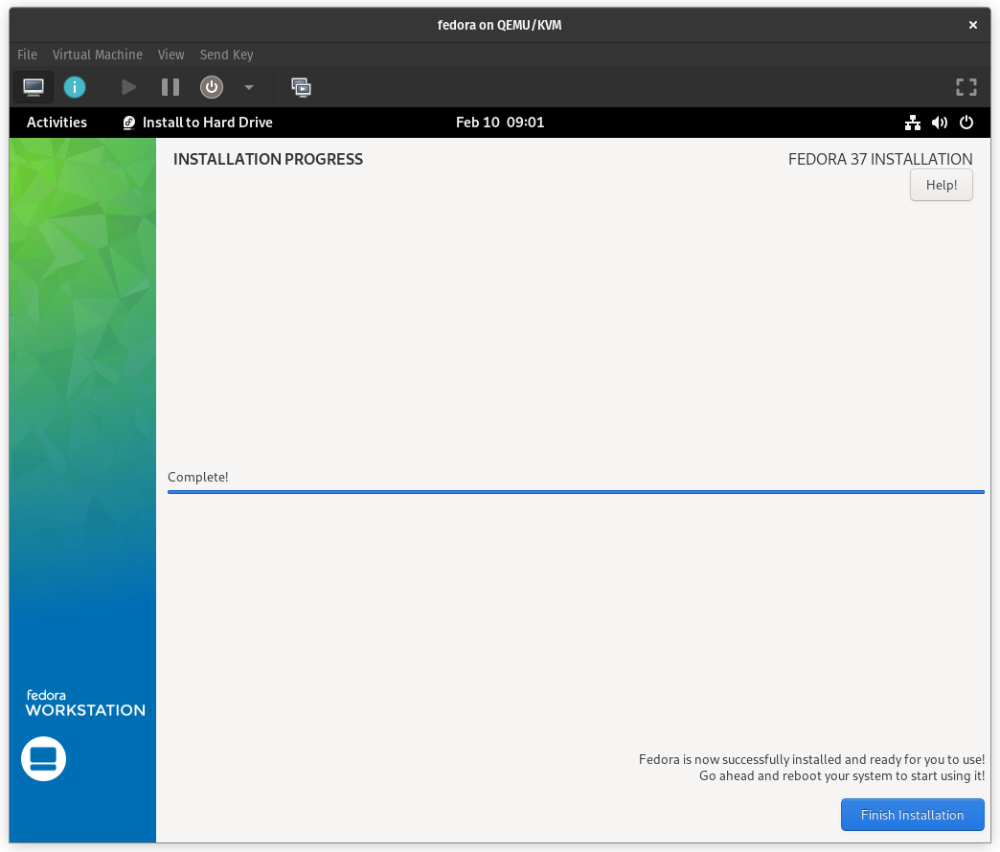 fedora on QEMU/KVM
File Virtual Machine View Send Key
Activities Install to Hard Drive Feb 10 09:01
INSTALLATION PROGRESS
FEDORA 37 INSTALLATION
Help!
Complete!
fedora
WORKSTATION
Fedora is now successfully installed and ready for you to use!
Go ahead and reboot your system to start using it!
Finish Installation